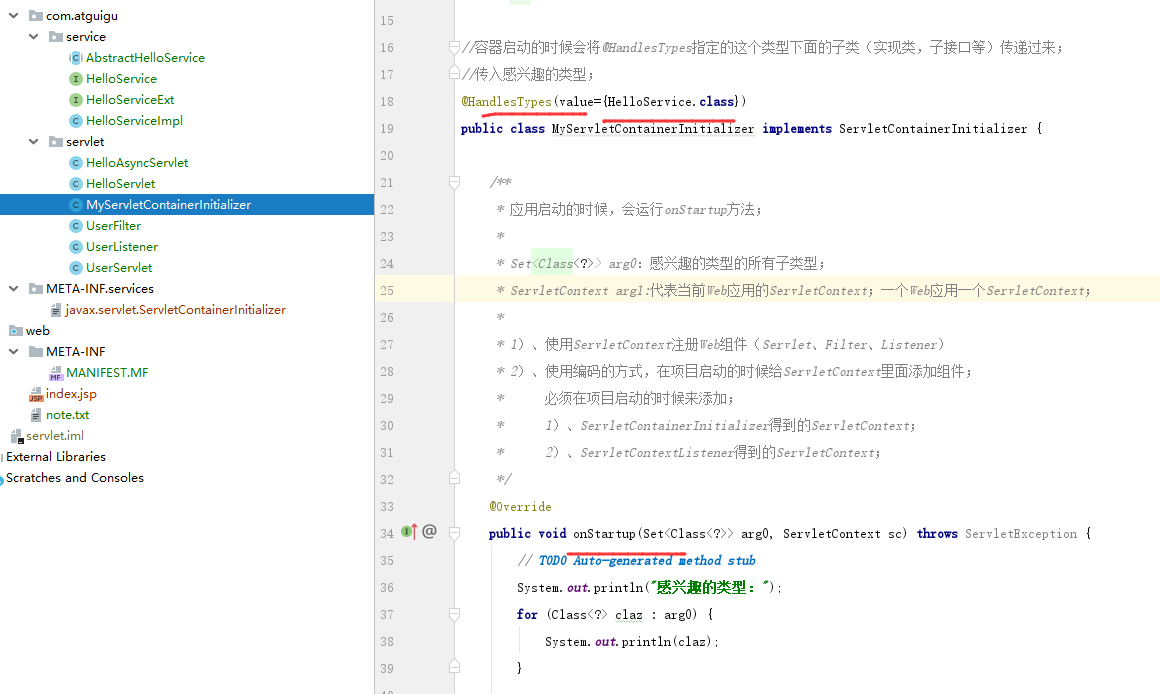 com.atguigu
service
AbstractHelloService
HelloService
HelloServiceExt
HelloServiceImpl
servlet
HelloAsyncServlet
HelloServlet
MyServletContainerInitializer
UserFilter
UserListener
UserServlet
META-INF.services
javax.servlet.ServletContainerInitializer
web
META-INF
MANIFEST.MF
index.jsp
note.txt
servlet.iml
External Libraries
Scratches and Consoles
15
16 //容器启动的时候会将@HandlesTypes指定的这个类型下面的子类（实现类，子接口等）传递过来；
17 //传入感兴趣的类型；
18 @HandlesTypes(value={HelloService.class})
19 public class MyServletContainerInitializer implements ServletContainerInitializer {
20
21 /**
22 * 应用启动的时候，会运行onStartup方法；
23 *
24 * Set<Class<?>> arg0：感兴趣的类型的所有子类型；
25 * ServletContext arg1:代表当前Web应用的ServletContext；一个Web应用一个ServletContext；
26 *
27 * 1）、使用ServletContext注册Web组件（Servlet、Filter、Listener）
28 * 2）、使用编码的方式，在项目启动的时候给ServletContext里面添加组件；
29 * 必须在项目启动的时候来添加；
30 * 1）、ServletContainerInitializer得到的ServletContext；
31 * 2）、ServletContextListener得到的ServletContext；
32 */
33 @Override
34 @ public void onStartup(Set<Class<?>> arg0, ServletContext sc) throws ServletException {
35 // TODO Auto-generated method stub
36 System.out.println("感兴趣的类型：");
37 for (Class<?> claz : arg0) {
38 System.out.println(claz);
39 }